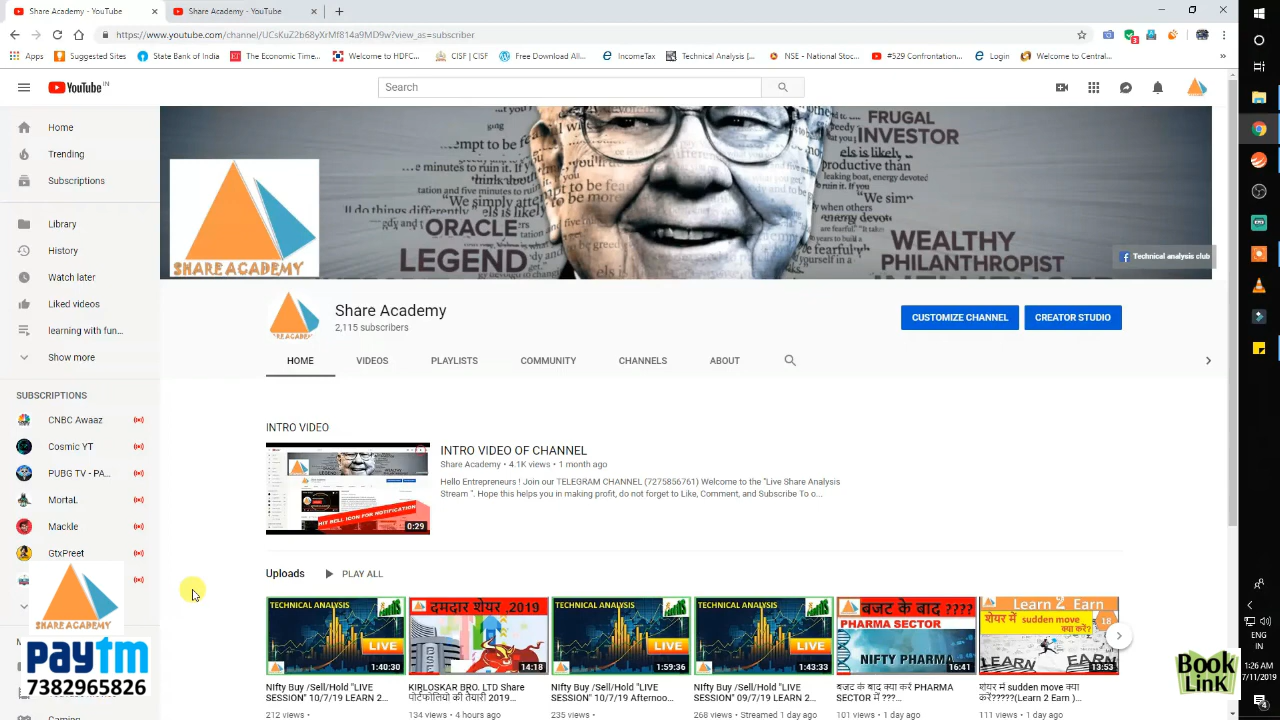 Share Academy - YouTube
Share Academy - YouTube
https://www.youtube.com/channel/UCsKuZ2b68yXrMf814a9MD9w?view_as=subscriber
Apps
Suggested Sites
State Bank of India
The Economic Time...
Welcome to HDFC...
CISF | CISF
Free Download All...
IncomeTax
Technical Analysis [...
NSE - National Stoc...
#529 Confrontation...
Login
Welcome to Central...
YouTube IN
Search
Home
Trending
Subscriptions
Library
History
Watch later
Liked videos
learning with fun...
Show more
SUBSCRIPTIONS
CNBC Awaaz
Cosmic YT
PUBG TV - PA...
Mortal.
Mackle
GtxPreet
SHARE ACADEMY
paytm
7382965826
SHARE ACADEMY
ORACLE
LEGEND
FRUGAL
INVESTOR
WEALTHY
PHILANTHROPIST
Technical analysis club
Share Academy
2,115 subscribers
CUSTOMIZE CHANNEL
CREATOR STUDIO
HOME
VIDEOS
PLAYLISTS
COMMUNITY
CHANNELS
ABOUT
INTRO VIDEO
HIT BELL ICON FOR NOTIFICATION
0:29
INTRO VIDEO OF CHANNEL
Share Academy • 4.1K views • 1 month ago
Hello Entrepreneurs ! Join our TELEGRAM CHANNEL (7275856761) Welcome to the "Live Share Analysis
Stream ". Hope this helps you in making profit, do not forget to Like, Comment, and Subscribe To o...
Uploads
PLAY ALL
TECHNICAL ANALYSIS
LIVE
1:40:30
Nifty Buy /Sell/Hold "LIVE
SESSION" 10/7/19 LEARN 2...
212 views •
दमदार शेयर ,2019
14:18
KIRLOSKAR BRO. LTD Share
पोर्टफोलियो की तैयारी 2019...
134 views • 4 hours ago
TECHNICAL ANALYSIS
LIVE
1:59:36
Nifty Buy /Sell/Hold "LIVE
SESSION" 10/7/19 Afternoo...
235 views •
TECHNICAL ANALYSIS
LIVE
1:43:33
Nifty Buy /Sell/Hold "LIVE
SESSION" 09/7/19 LEARN 2...
268 views • Streamed 1 day ago
बजट के बाद ????
PHARMA SECTOR
NIFTY PHARMA
16:41
बजट के बाद क्या करें PHARMA
SECTOR में ???...
101 views • 1 day ago
Learn 2 Earn
शेयर में sudden move
क्या करें?
LEARN
EARN
13:53
शेयर में sudden move क्या
करें?????(Learn 2 Earn )...
111 views • 1 day ago
Book
Link
ENG
IN
1:26 AM
7/11/2019